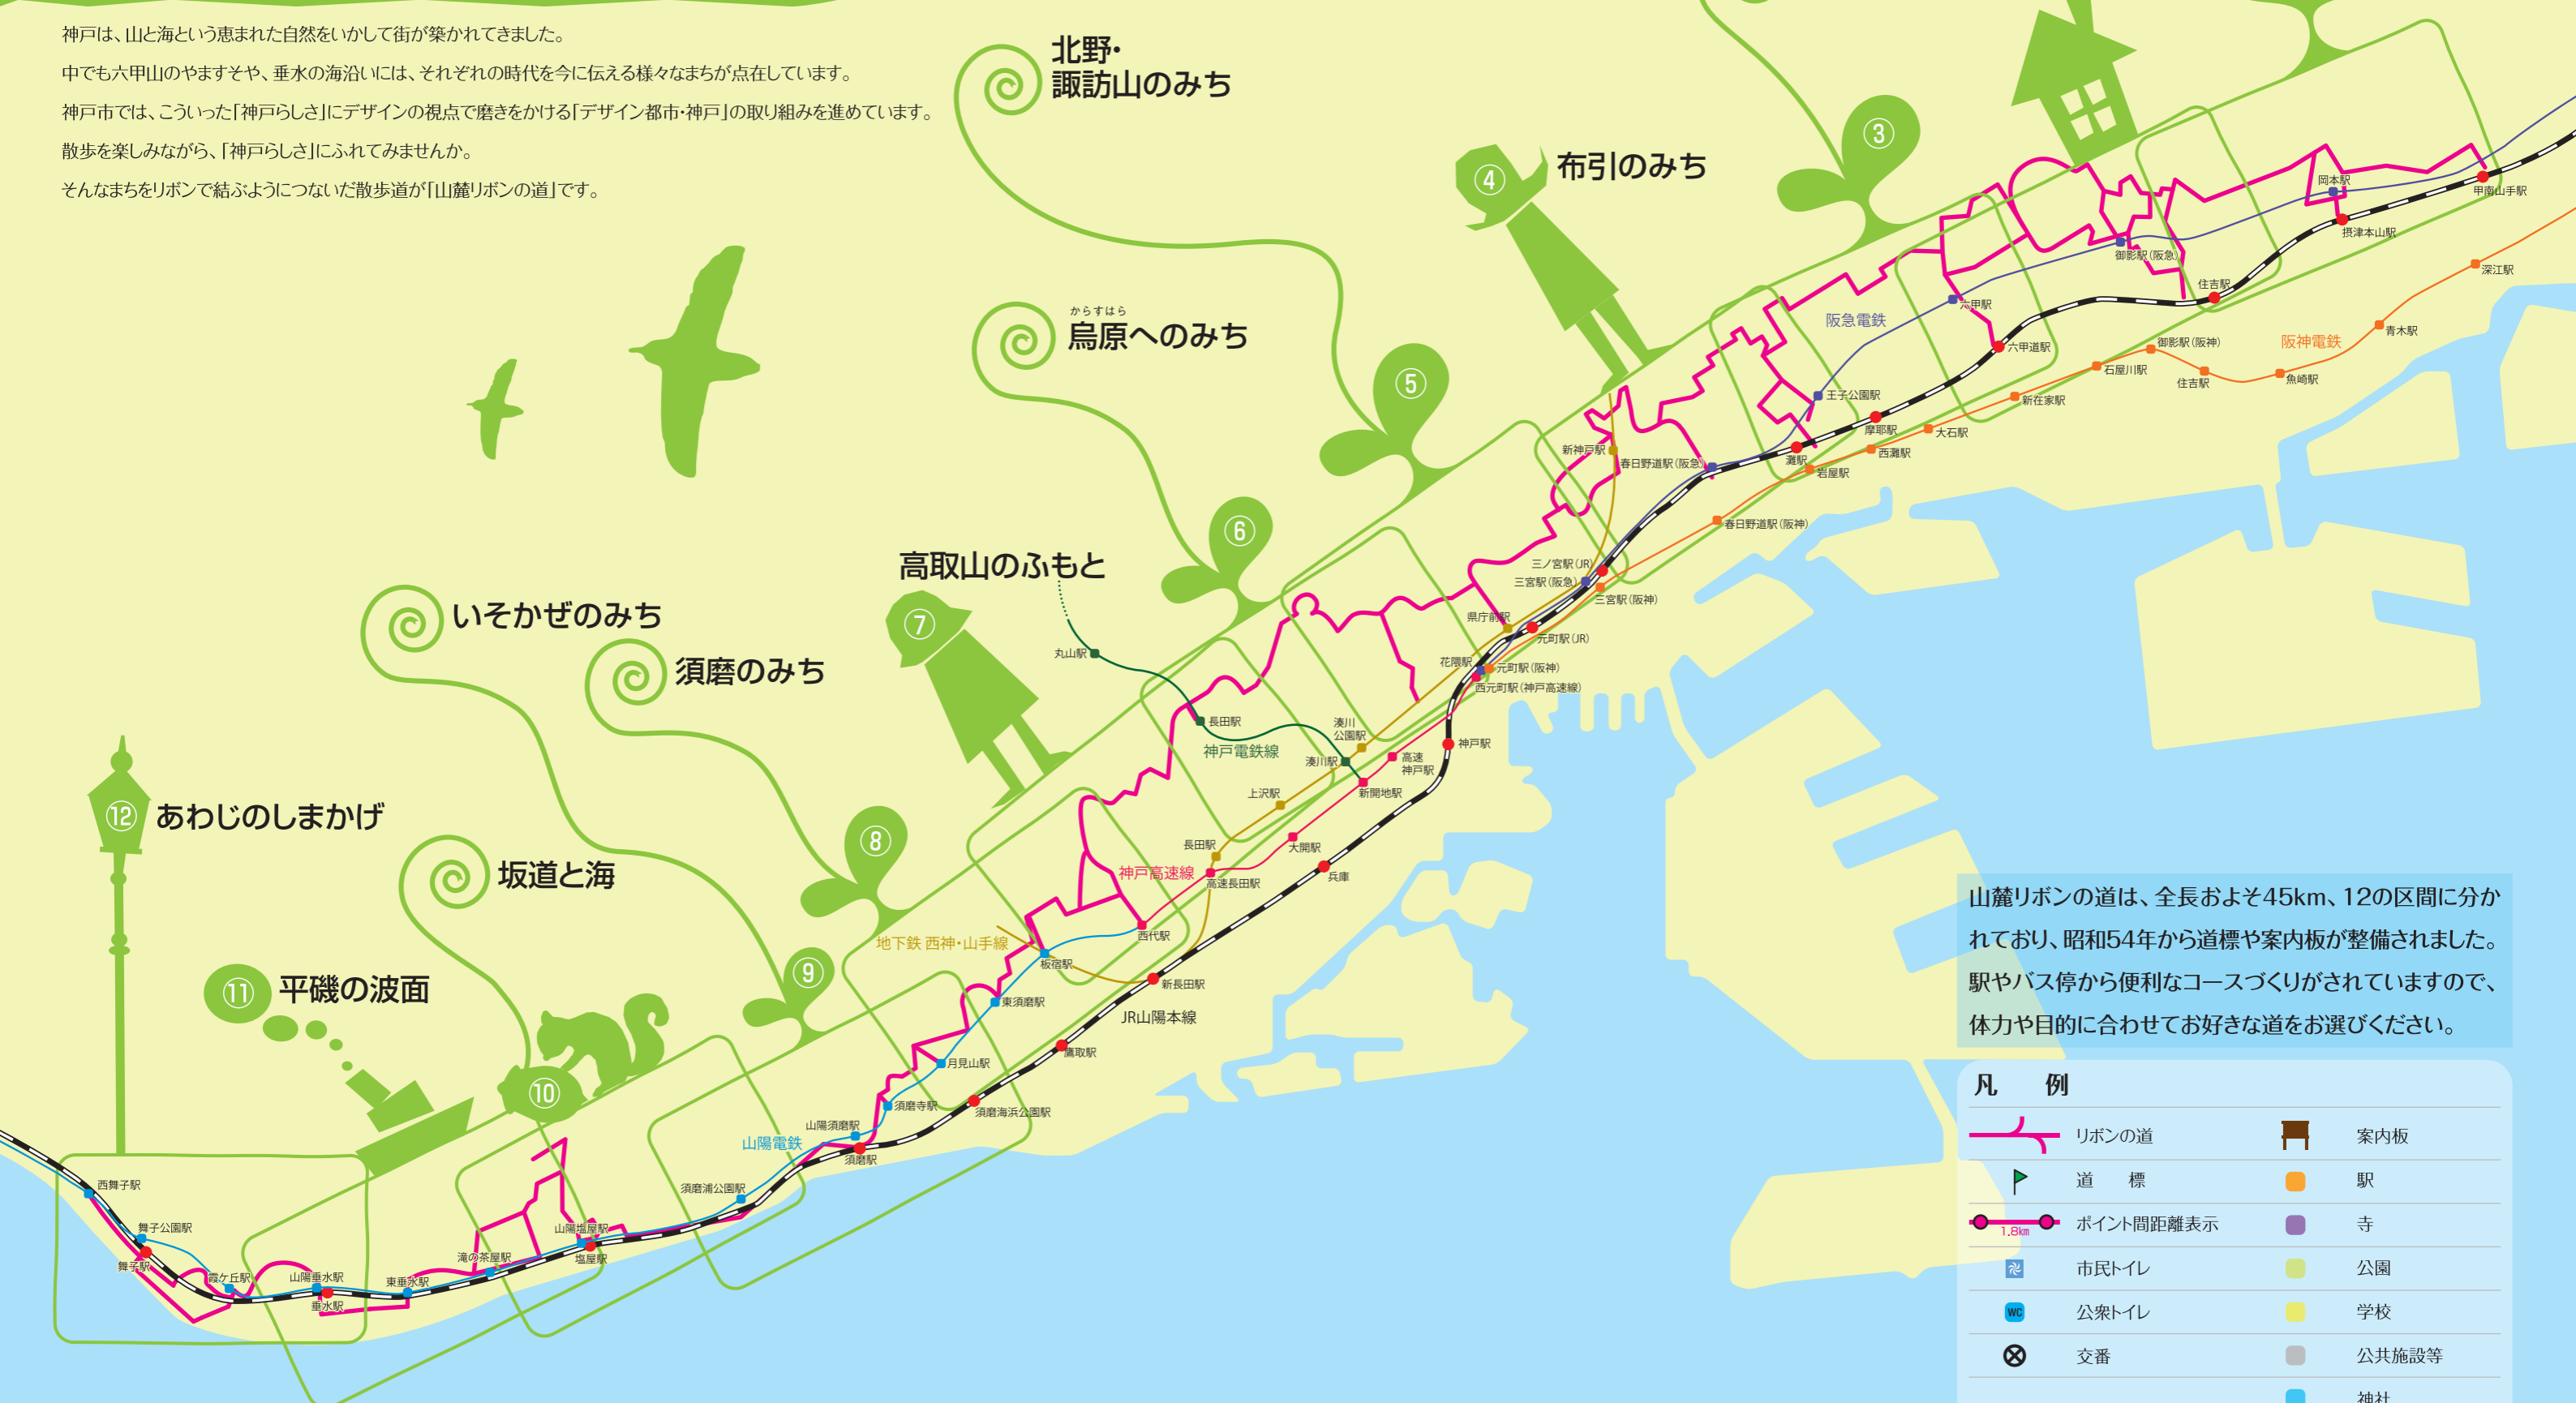 神戸は、山と海という恵まれた自然をいかして街が築かれてきました。
中でも六甲山のやますそや、垂水の海沿いには、それぞれの時代を今に伝える様々なまちが点在しています。
神戸市では、こういった「神戸らしさ」にデザインの視点で磨きをかける「デザイン都市・神戸」の取り組みを進めています。
散歩を楽しみながら、「神戸らしさ」にふれてみませんか。
そんなまちをリボンで結ぶようにつないだ散歩道が「山麓リボンの道」です。
北野・
諏訪山のみち
④
布引のみち
③
からすはら
烏原へのみち
⑤
⑥
高取山のふもと
⑦
いそかぜのみち
須磨のみち
⑧
⑨
⑫
あわじのしまかげ
坂道と海
⑪
平磯の波面
⑩
岡本駅
甲南山手駅
摂津本山駅
御影駅(阪急)
深江駅
住吉駅
六甲駅
阪急電鉄
青木駅
阪神電鉄
御影駅(阪神)
六甲道駅
石屋川駅
住吉駅
魚崎駅
王子公園駅
新在家駅
摩耶駅
大石駅
新神戸駅
春日野道駅(阪急)
灘駅
西灘駅
岩屋駅
春日野道駅(阪神)
三ノ宮駅(JR)
三宮駅(阪急)
三宮駅(阪神)
県庁前駅
元町駅(JR)
丸山駅
花隈駅
元町駅(阪神)
西元町駅(神戸高速線)
長田駅
湊川
公園駅
神戸電鉄線
神戸駅
湊川駅
高速
神戸駅
上沢駅
新開地駅
長田駅
大開駅
神戸高速線
高速長田駅
兵庫
地下鉄 西神・山手線
西代駅
板宿駅
新長田駅
東須磨駅
JR山陽本線
鷹取駅
月見山駅
須磨寺駅
須磨海浜公園駅
山陽須磨駅
山陽電鉄
須磨駅
須磨浦公園駅
西舞子駅
舞子公園駅
山陽塩屋駅
舞子駅
滝の茶屋駅
塩屋駅
霞ケ丘駅
山陽垂水駅
東垂水駅
垂水駅
山麓リボンの道は、全長およそ45km、12の区間に分か
れており、昭和54年から道標や案内板が整備されました。
駅やバス停から便利なコースづくりがされていますので、
体力や目的に合わせてお好きな道をお選びください。
凡 例
リボンの道
案内板
道 標
駅
1.8km
ポイント間距離表示
寺
市民トイレ
公園
WC
公衆トイレ
学校
交番
公共施設等
神社